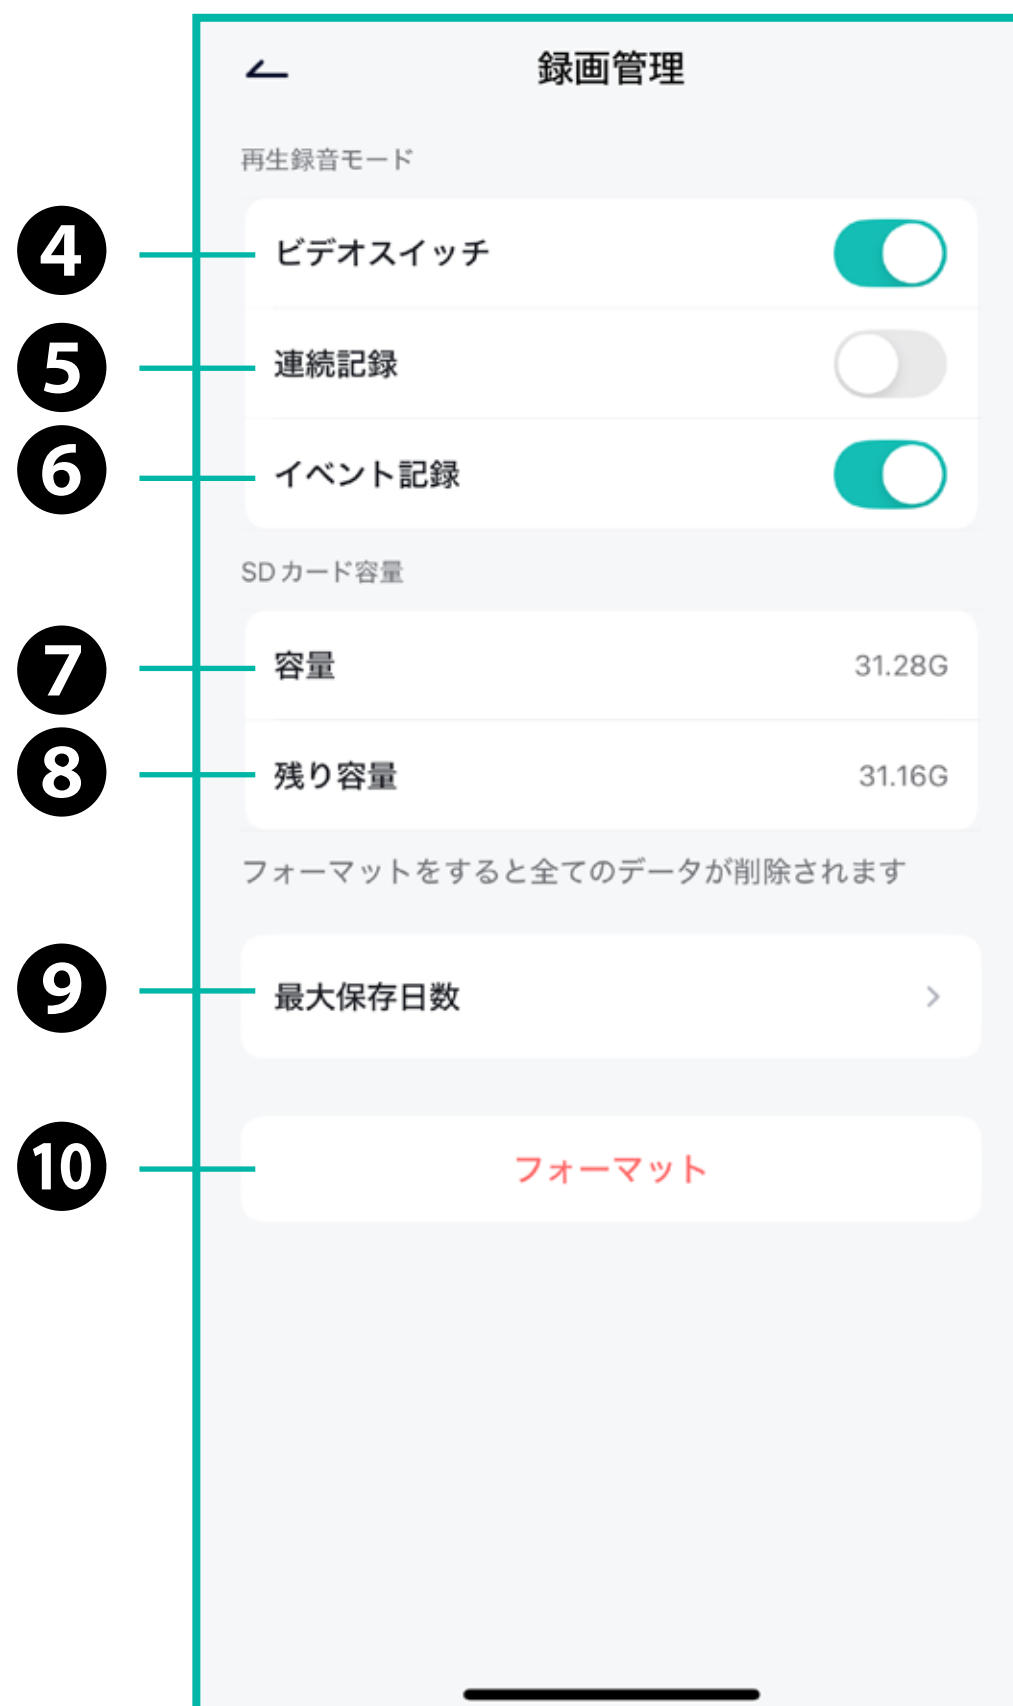 録画管理
再生録音モード
4 ビデオスイッチ
5 連続記録
6 イベント記録
SDカード容量
7 容量 31.28G
8 残り容量 31.16G
フォーマットをすると全てのデータが削除されます
9 最大保存日数
10 フォーマット